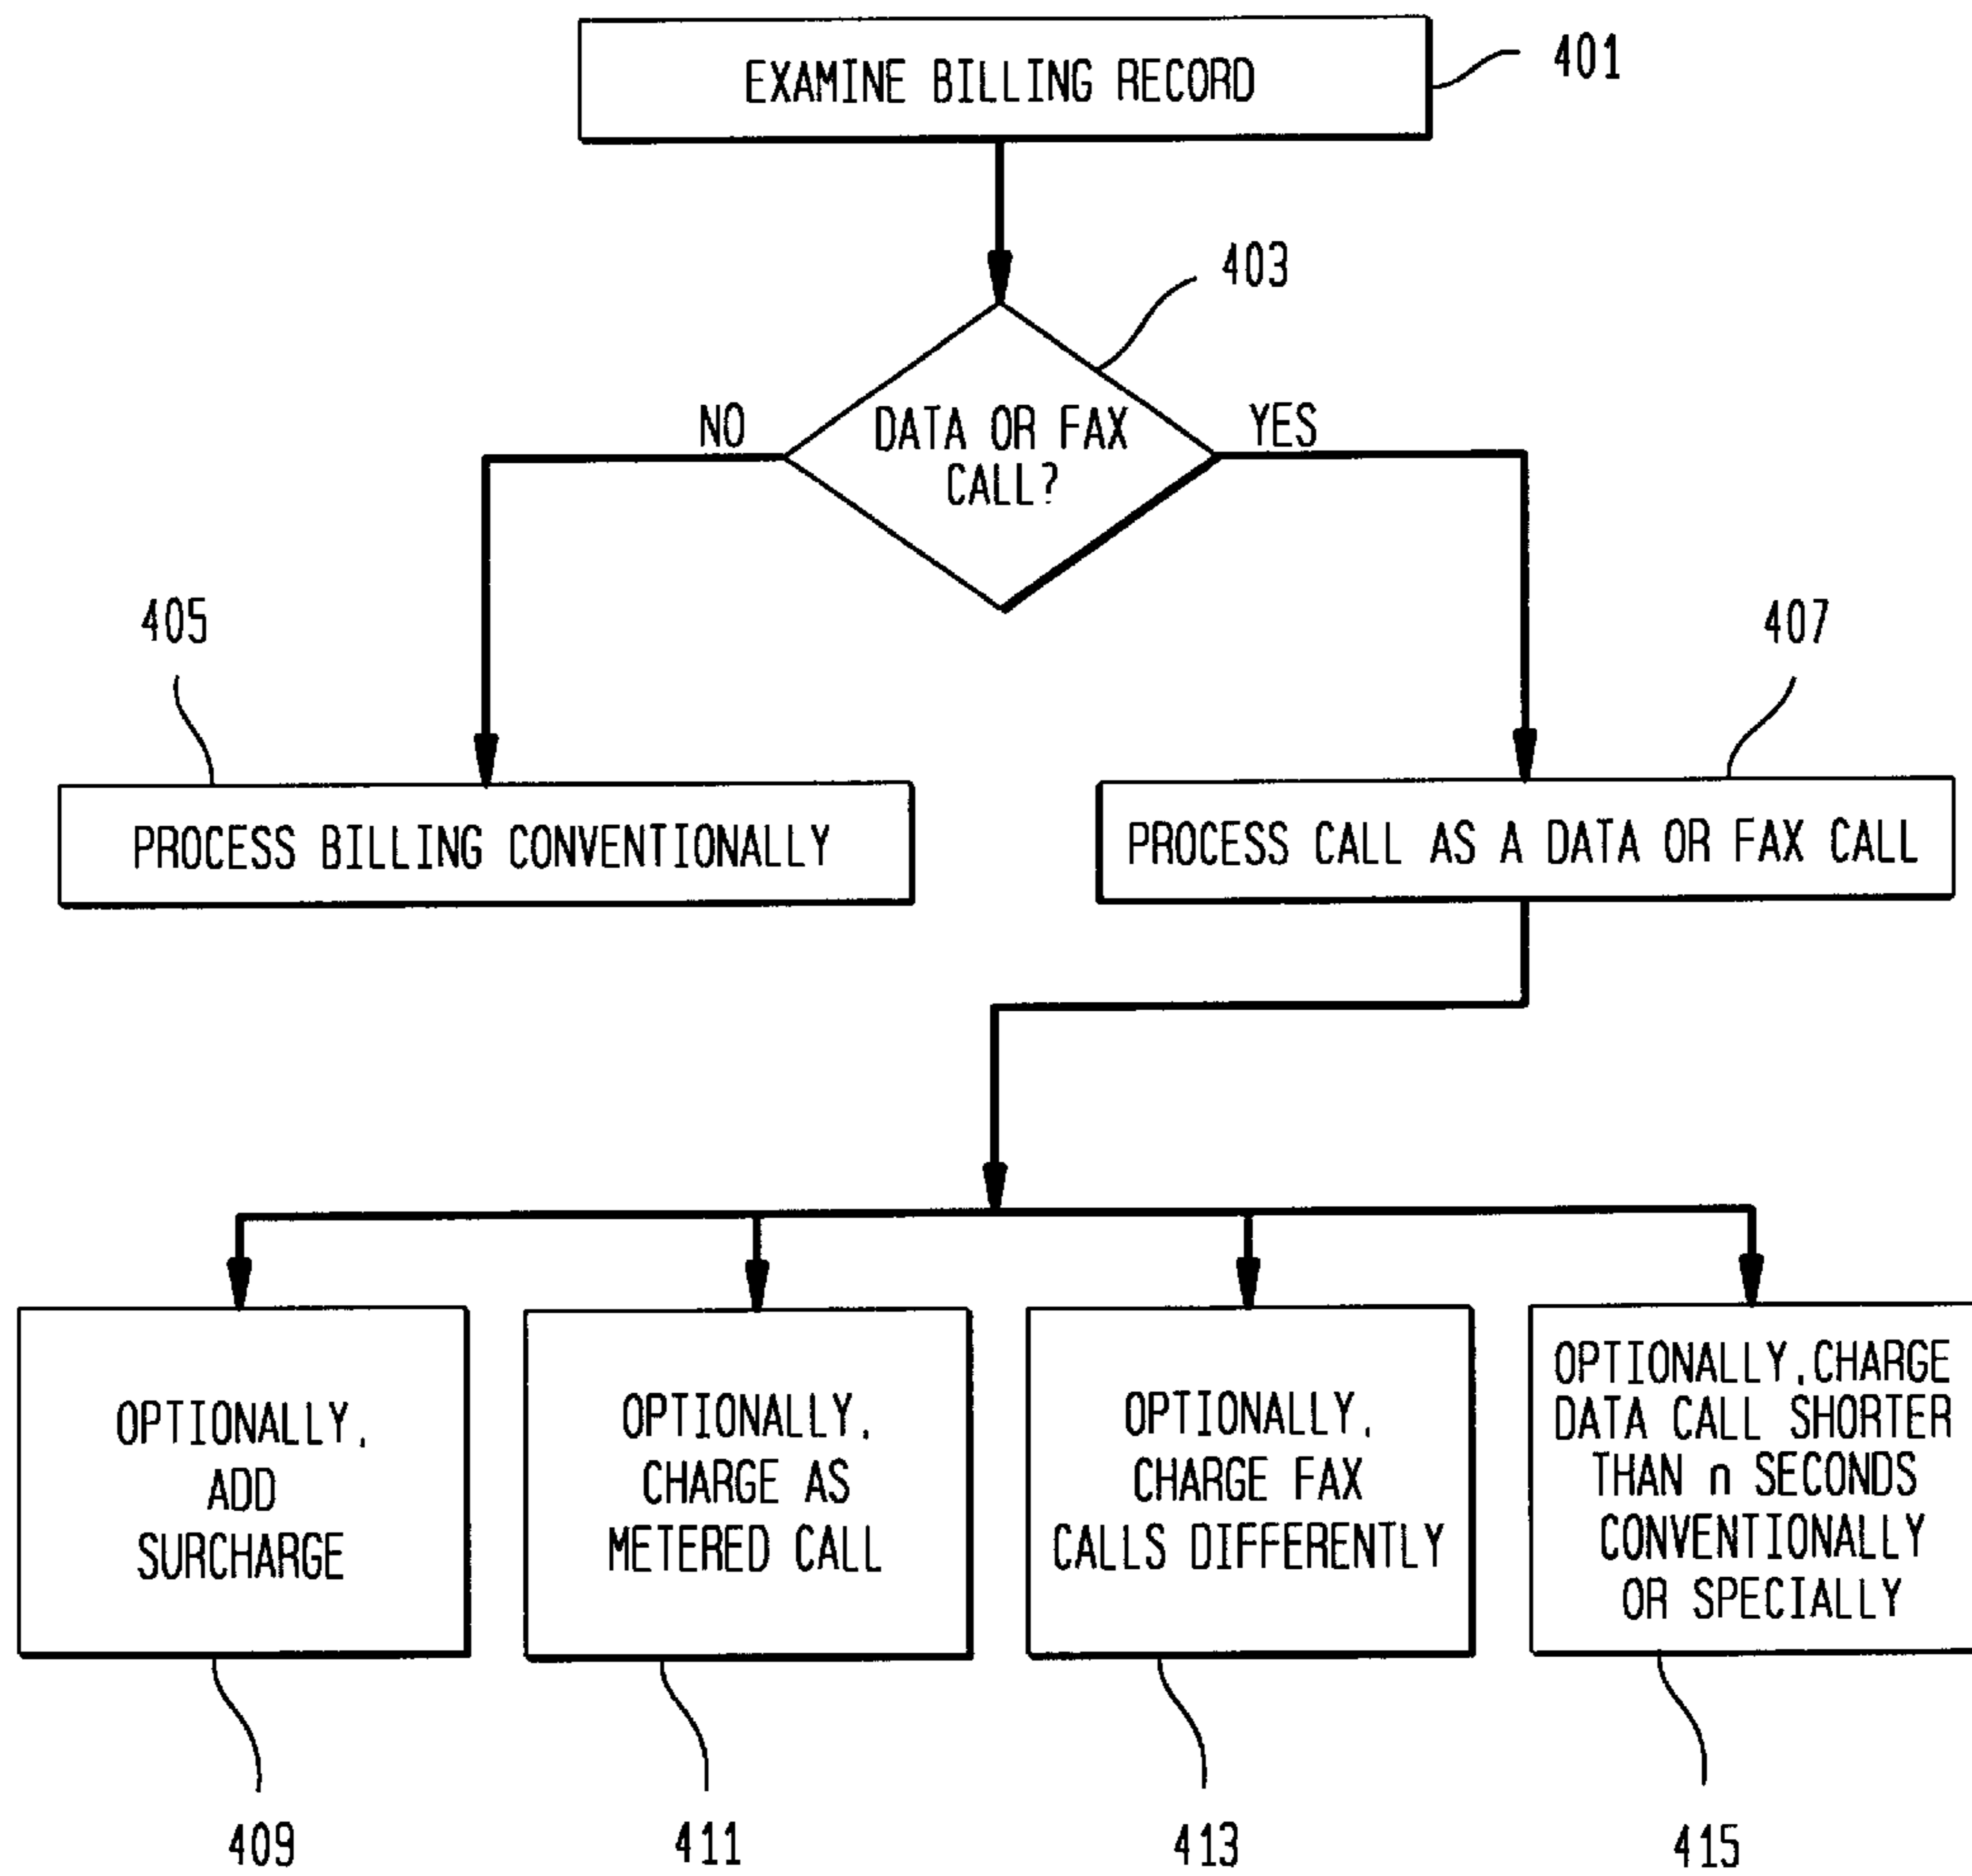 EXAMINE BILLING RECORD
401
403
NO
DATA OR FAX
CALL?
YES
405
407
PROCESS BILLING CONVENTIONALLY
PROCESS CALL AS A DATA OR FAX CALL
OPTIONALLY,
ADD
SURCHARGE
OPTIONALLY,
CHARGE AS
METERED CALL
OPTIONALLY,
CHARGE FAX
CALLS DIFFERENTLY
OPTIONALLY,CHARGE
DATA CALL SHORTER
THAN n SECONDS
CONVENTIONALLY
OR SPECIALLY
409
411
413
415